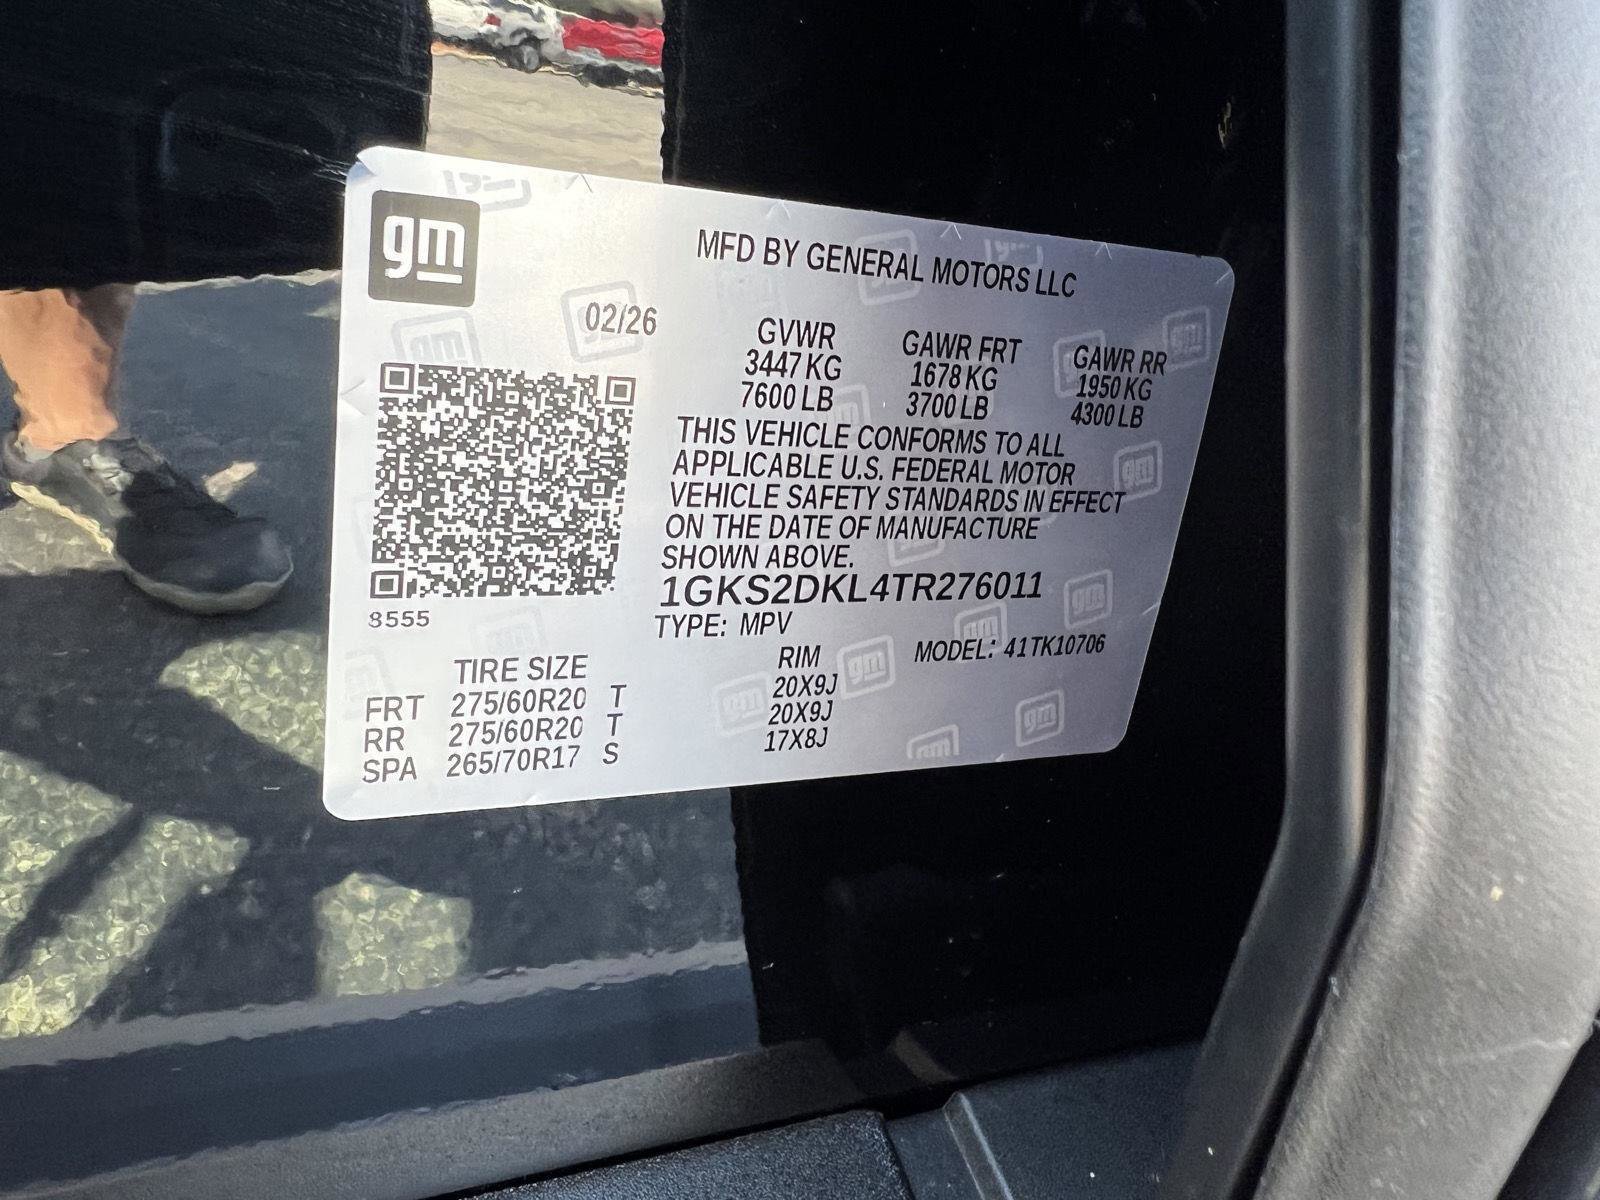 gm
MFD BY GENERAL MOTORS LLC
02/26
GVWR GAWR FRT GAWR RR
3447 KG 1678 KG 1950 KG
7600 LB 3700 LB 4300 LB
THIS VEHICLE CONFORMS TO ALL
APPLICABLE U.S. FEDERAL MOTOR
VEHICLE SAFETY STANDARDS IN EFFECT
ON THE DATE OF MANUFACTURE
SHOWN ABOVE.
1GKS2DKL4TR276011
8555
TYPE: MPV MODEL: 41TK10706
TIRE SIZE RIM
FRT 275/60R20 T 20X9J
RR 275/60R20 T 20X9J
SPA 265/70R17 S 17X8J